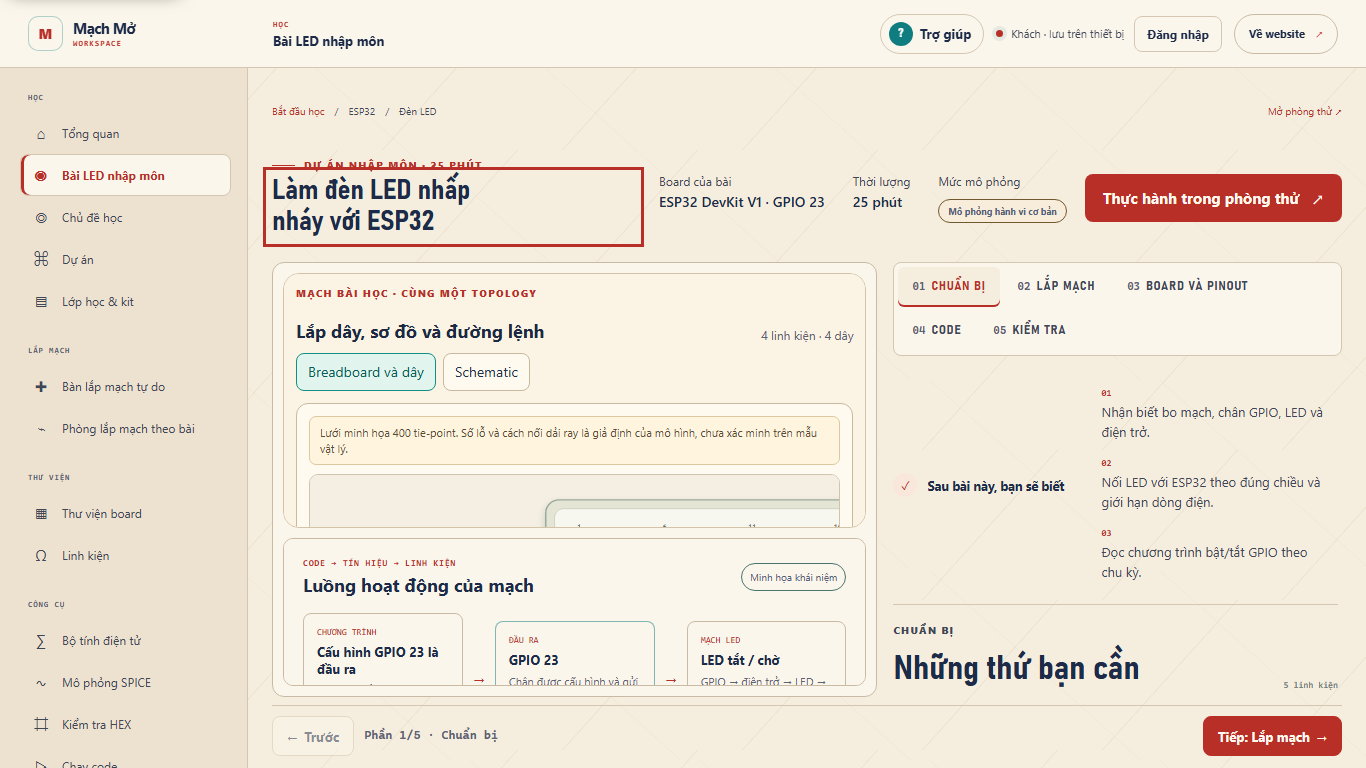 M
Mạch Mở
WORKSPACE
HỌC
Bài LED nhập môn
? Trợ giúp
Khách · lưu trên thiết bị
Đăng nhập
Về website ↗
HỌC
Tổng quan
Bài LED nhập môn
Chủ đề học
Dự án
Lớp học & kit
LẮP MẠCH
Bàn lắp mạch tự do
Phòng lắp mạch theo bài
THƯ VIỆN
Thư viện board
Linh kiện
CÔNG CỤ
Bộ tính điện tử
Mô phỏng SPICE
Kiểm tra HEX
Chạy code
Bắt đầu học / ESP32 / Đèn LED
Mở phòng thử ↗
DỰ ÁN NHẬP MÔN · 25 PHÚT
Làm đèn LED nhấp
nháy với ESP32
Board của bài
ESP32 DevKit V1 · GPIO 23
Thời lượng
25 phút
Mức mô phỏng
Mô phỏng hành vi cơ bản
Thực hành trong phòng thử ↗
MẠCH BÀI HỌC · CÙNG MỘT TOPOLOGY
Lắp dây, sơ đồ và đường lệnh
4 linh kiện · 4 dây
Breadboard và dây
Schematic
Lưới minh họa 400 tie-point. Số lỗ và cách nối dải ray là giả định của mô hình, chưa xác minh trên mẫu
vật lý.
CODE → TÍN HIỆU → LINH KIỆN
Luồng hoạt động của mạch
Minh họa khái niệm
CHƯƠNG TRÌNH
Cấu hình GPIO 23 là
đầu ra
→
ĐẦU RA
GPIO 23
Chân được cấu hình và gửi
→
MẠCH LED
LED tắt / chờ
GPIO → điện trở → LED →
01 CHUẨN BỊ
02 LẮP MẠCH
03 BOARD VÀ PINOUT
04 CODE
05 KIỂM TRA
✓ Sau bài này, bạn sẽ biết
01
Nhận biết bo mạch, chân GPIO, LED và
điện trở.
02
Nối LED với ESP32 theo đúng chiều và
giới hạn dòng điện.
03
Đọc chương trình bật/tắt GPIO theo
chu kỳ.
CHUẨN BỊ
Những thứ bạn cần
5 linh kiện
← Trước
Phần 1/5 · Chuẩn bị
Tiếp: Lắp mạch →